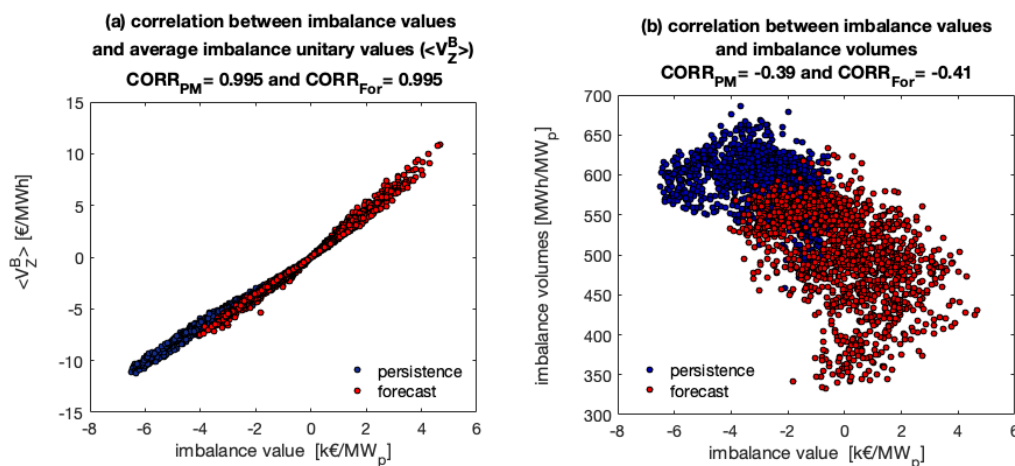 (a) correlation between imbalance values
and average imbalance unitary values (<V_Z^B>)
CORR_PM= 0.995 and CORR_For= 0.995
15
10
5
0
-5
-10
-15
<V_Z^B> [€/MWh]
persistence
forecast
-8 -6 -4 -2 0 2 4 6
imbalance value [k€/MW_p]
(b) correlation between imbalance values
and imbalance volumes
CORR_PM= -0.39 and CORR_For= -0.41
700
650
600
550
500
450
400
350
300
imbalance volumes [MWh/MW_p]
persistence
forecast
-8 -6 -4 -2 0 2 4 6
imbalance value [k€/MW_p]